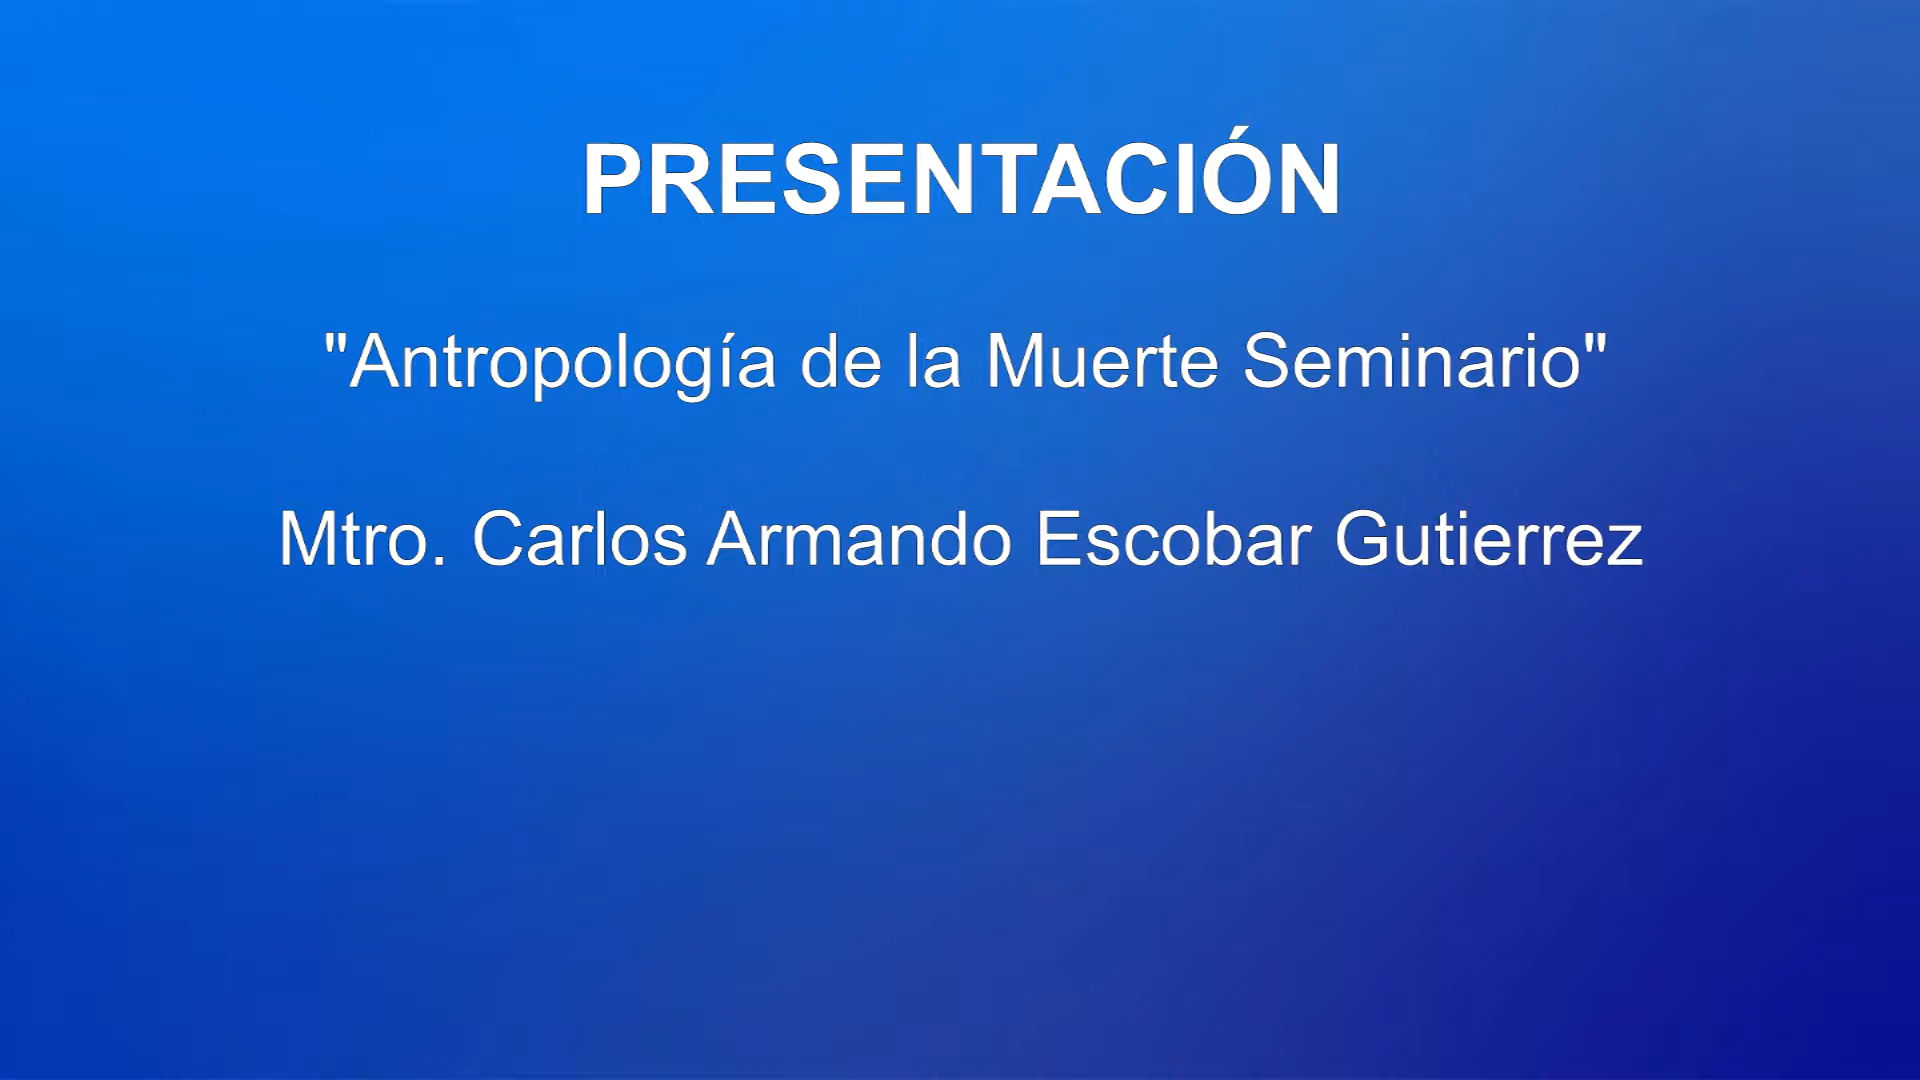 PRESENTACIÓN
"Antropología de la Muerte Seminario"
Mtro. Carlos Armando Escobar Gutierrez